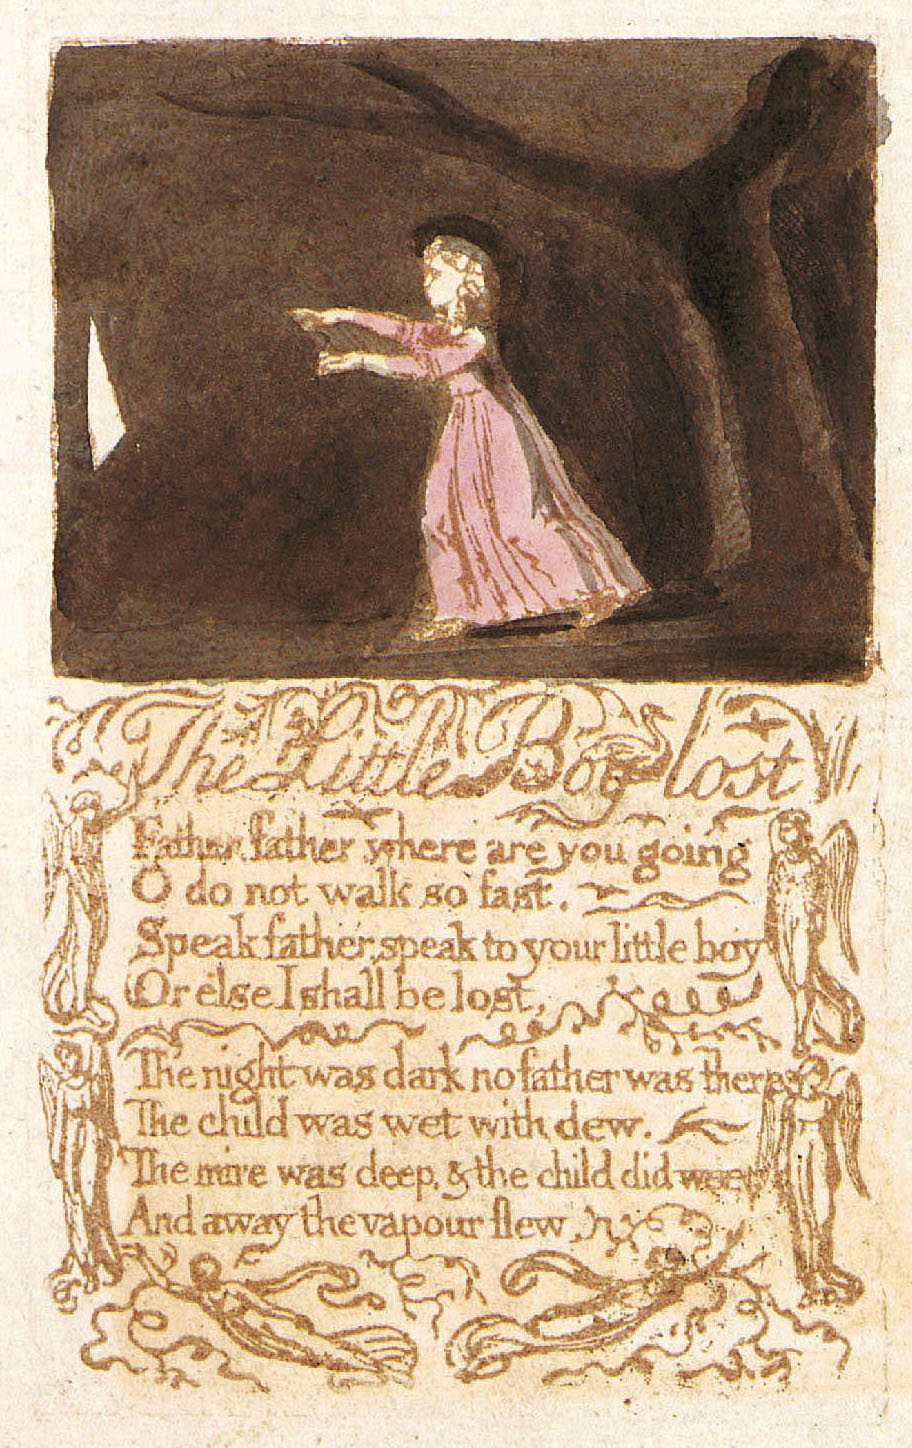 The Little Boy lost
Father, father, where are you going
O do not walk so fast.
Speak father, speak to your little boy
Or else I shall be lost,
The night was dark no father was there
The child was wet with dew.
The mire was deep, & the child did weep
And away the vapour flew.